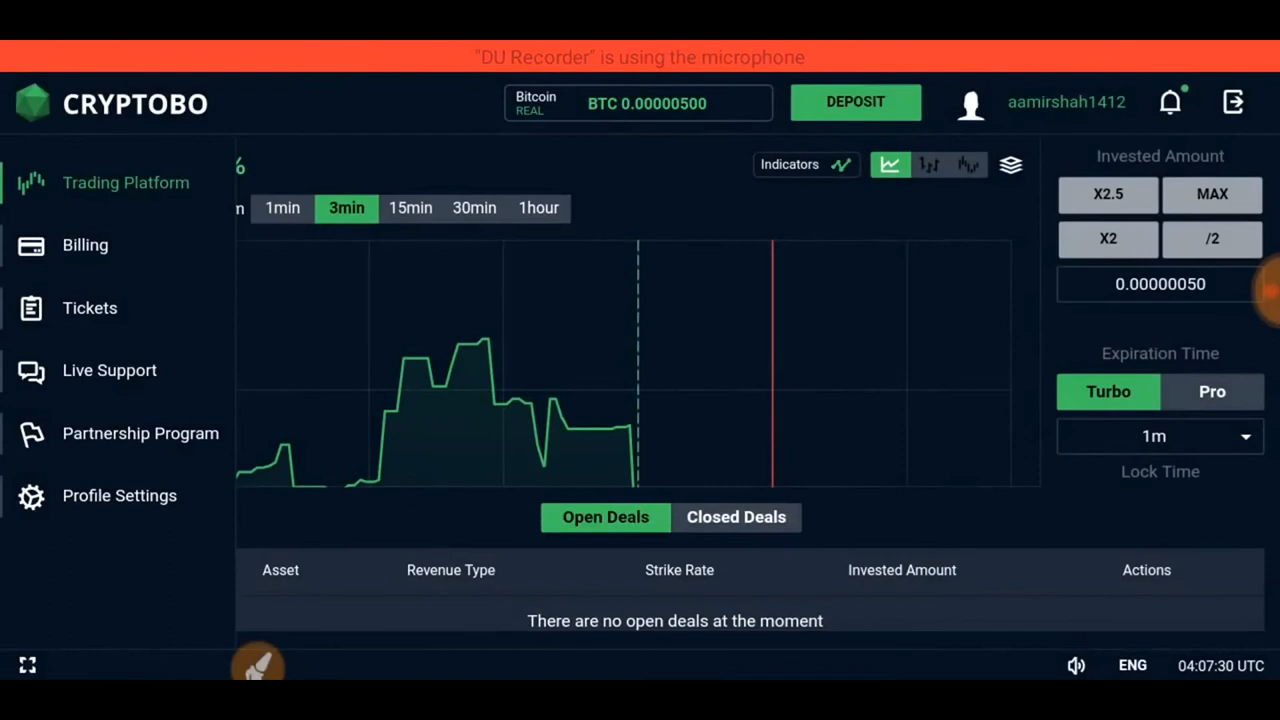 "DU Recorder" is using the microphone
CRYPTOBO
Bitcoin
REAL
BTC 0.00000500
DEPOSIT
aamirshah1412
Trading Platform
Billing
Tickets
Live Support
Partnership Program
Profile Settings
%
Indicators
n
1min
3min
15min
30min
1hour
Invested Amount
X2.5
MAX
X2
/2
0.00000050
Expiration Time
Turbo
Pro
1m
Lock Time
Open Deals
Closed Deals
Asset
Revenue Type
Strike Rate
Invested Amount
Actions
There are no open deals at the moment
ENG
04:07:30 UTC